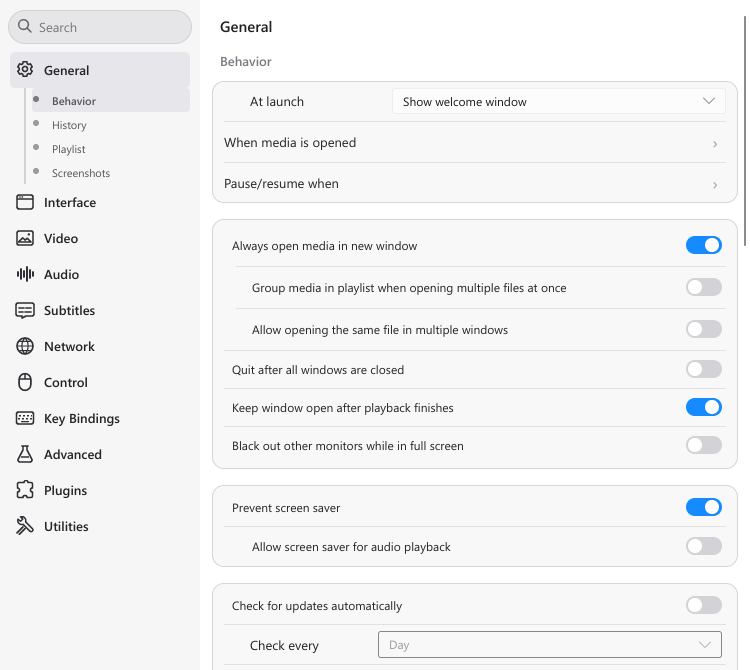 Search
General
Behavior
History
Playlist
Screenshots
Interface
Video
Audio
Subtitles
Network
Control
Key Bindings
Advanced
Plugins
Utilities
General
Behavior
At launch
Show welcome window
When media is opened
Pause/resume when
Always open media in new window
Group media in playlist when opening multiple files at once
Allow opening the same file in multiple windows
Quit after all windows are closed
Keep window open after playback finishes
Black out other monitors while in full screen
Prevent screen saver
Allow screen saver for audio playback
Check for updates automatically
Check every
Day